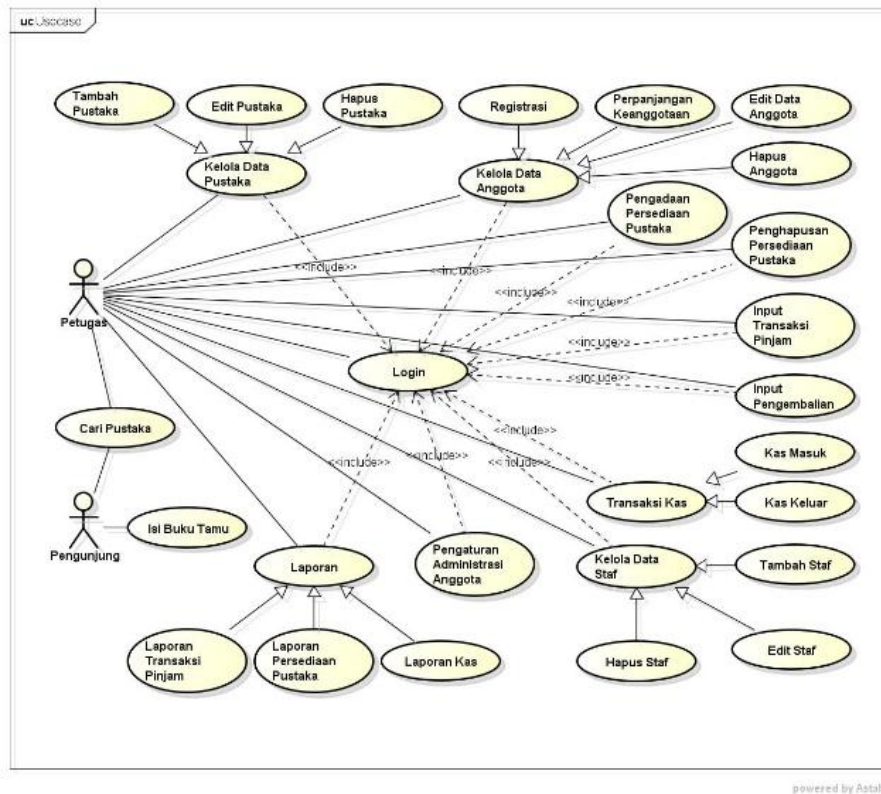 uc Usecase
Tambah
Pustaka
Edit Pustaka
Hapus
Pustaka
Registrasi
Perpanjangan
Keanggotaan
Edit Data
Anggota
Kelola Data
Pustaka
Kelola Data
Anggota
Hapus
Anggota
Pengadaan
Persediaan
Pustaka
Penghapusan
Persediaan
Pustaka
<<include>>
<<include>>
<<include>>
<<include>>
Petugas
Input
Transaksi
Pinjam
<<include>>
Login
<<include>>
Input
Pengembalian
Cari Pustaka
<<include>>
<<include>>
<<include>>
<<include>>
Kas Masuk
Transaksi Kas
Kas Keluar
Pengunjung
Isi Buku Tamu
Laporan
Pengaturan
Administrasi
Anggota
Kelola Data
Staf
Tambah Staf
Laporan
Transaksi
Pinjam
Laporan
Persediaan
Pustaka
Laporan Kas
Hapus Staf
Edit Staf
powered by Astah